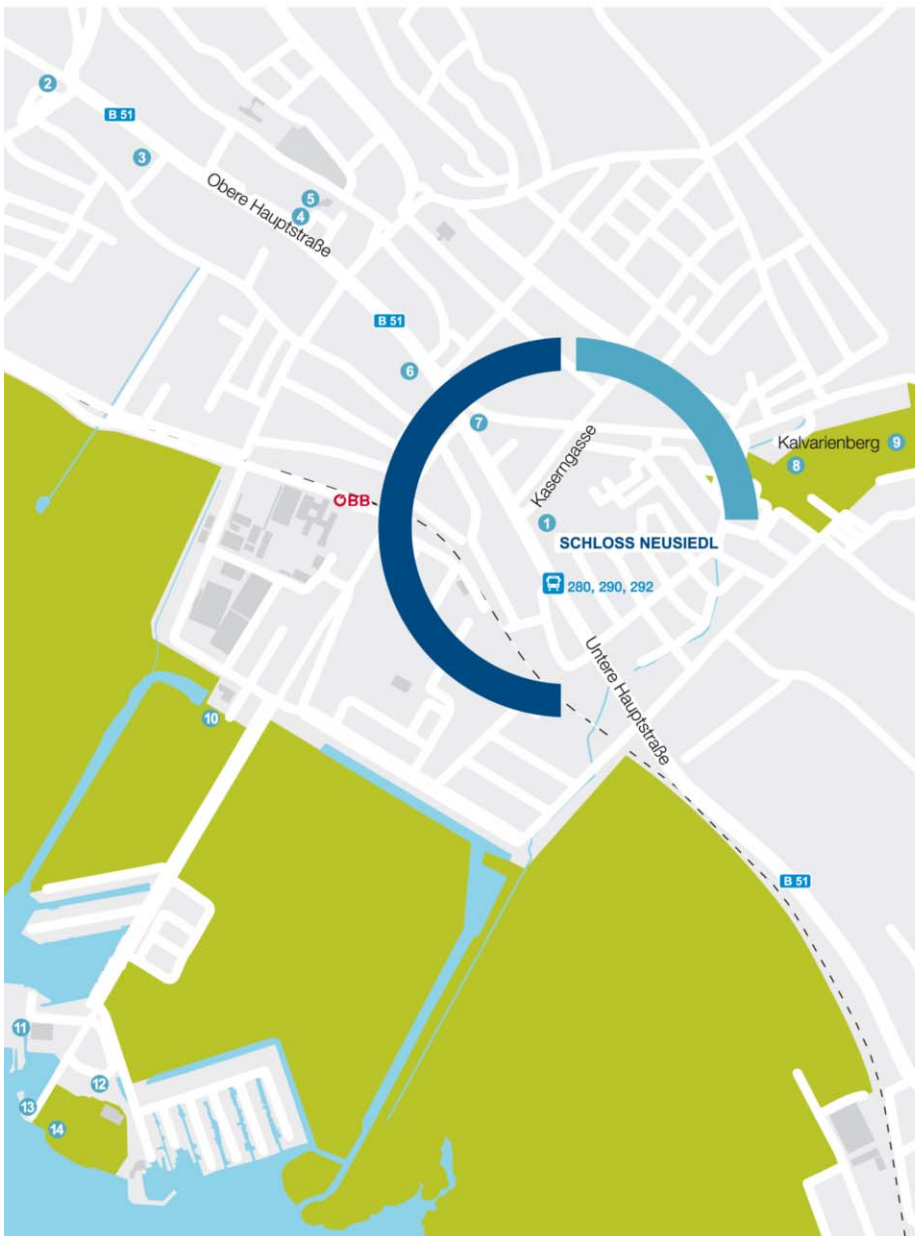 2
B 51
3
Obere Hauptstraße
5
4
B 51
6
7
Kaserngasse
Kalvarienberg 9
8
ÖBB
1
SCHLOSS NEUSIEDL
280, 290, 292
Untere Hauptstraße
10
B 51
11
12
13
14